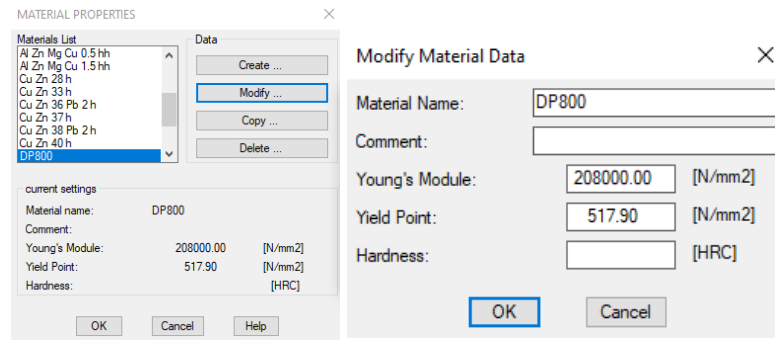 MATERIAL PROPERTIES
Materials List
Al Zn Mg Cu 0.5 hh
Al Zn Mg Cu 1.5 hh
Cu Zn 28 h
Cu Zn 33 h
Cu Zn 36 Pb 2 h
Cu Zn 37 h
Cu Zn 38 Pb 2 h
Cu Zn 40 h
DP800
Data
Create ...
Modify ...
Copy ...
Delete ...
current settings
Material name: DP800
Comment:
Young's Module: 208000.00 [N/mm2]
Yield Point: 517.90 [N/mm2]
Hardness: [HRC]
OK Cancel Help
Modify Material Data
Material Name: DP800
Comment:
Young's Module: 208000.00 [N/mm2]
Yield Point: 517.90 [N/mm2]
Hardness: [HRC]
OK Cancel